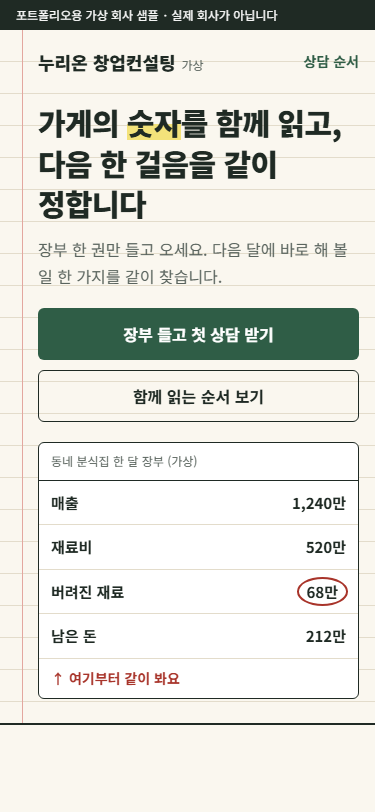 포트폴리오용 가상 회사 샘플 · 실제 회사가 아닙니다
누리온 창업컨설팅 가상
상담 순서
가게의 숫자를 함께 읽고,
다음 한 걸음을 같이
정합니다
장부 한 권만 들고 오세요. 다음 달에 바로 해 볼
일 한 가지를 같이 찾습니다.
장부 들고 첫 상담 받기
함께 읽는 순서 보기
동네 분식집 한 달 장부 (가상)
매출 1,240만
재료비 520만
버려진 재료 68만
남은 돈 212만
↑ 여기부터 같이 봐요